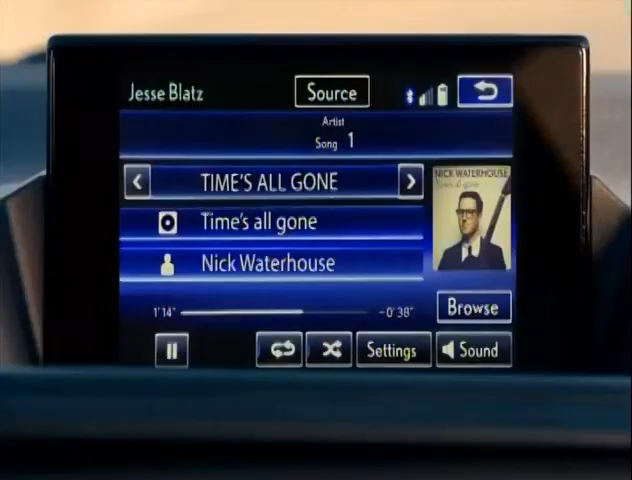 Jesse Blatz
Source
Artist
Song 1
TIME'S ALL GONE
Time's all gone
Nick Waterhouse
NICK WATERHOUSE
Time's all gone
1'14"
-0'38"
Browse
Settings
Sound